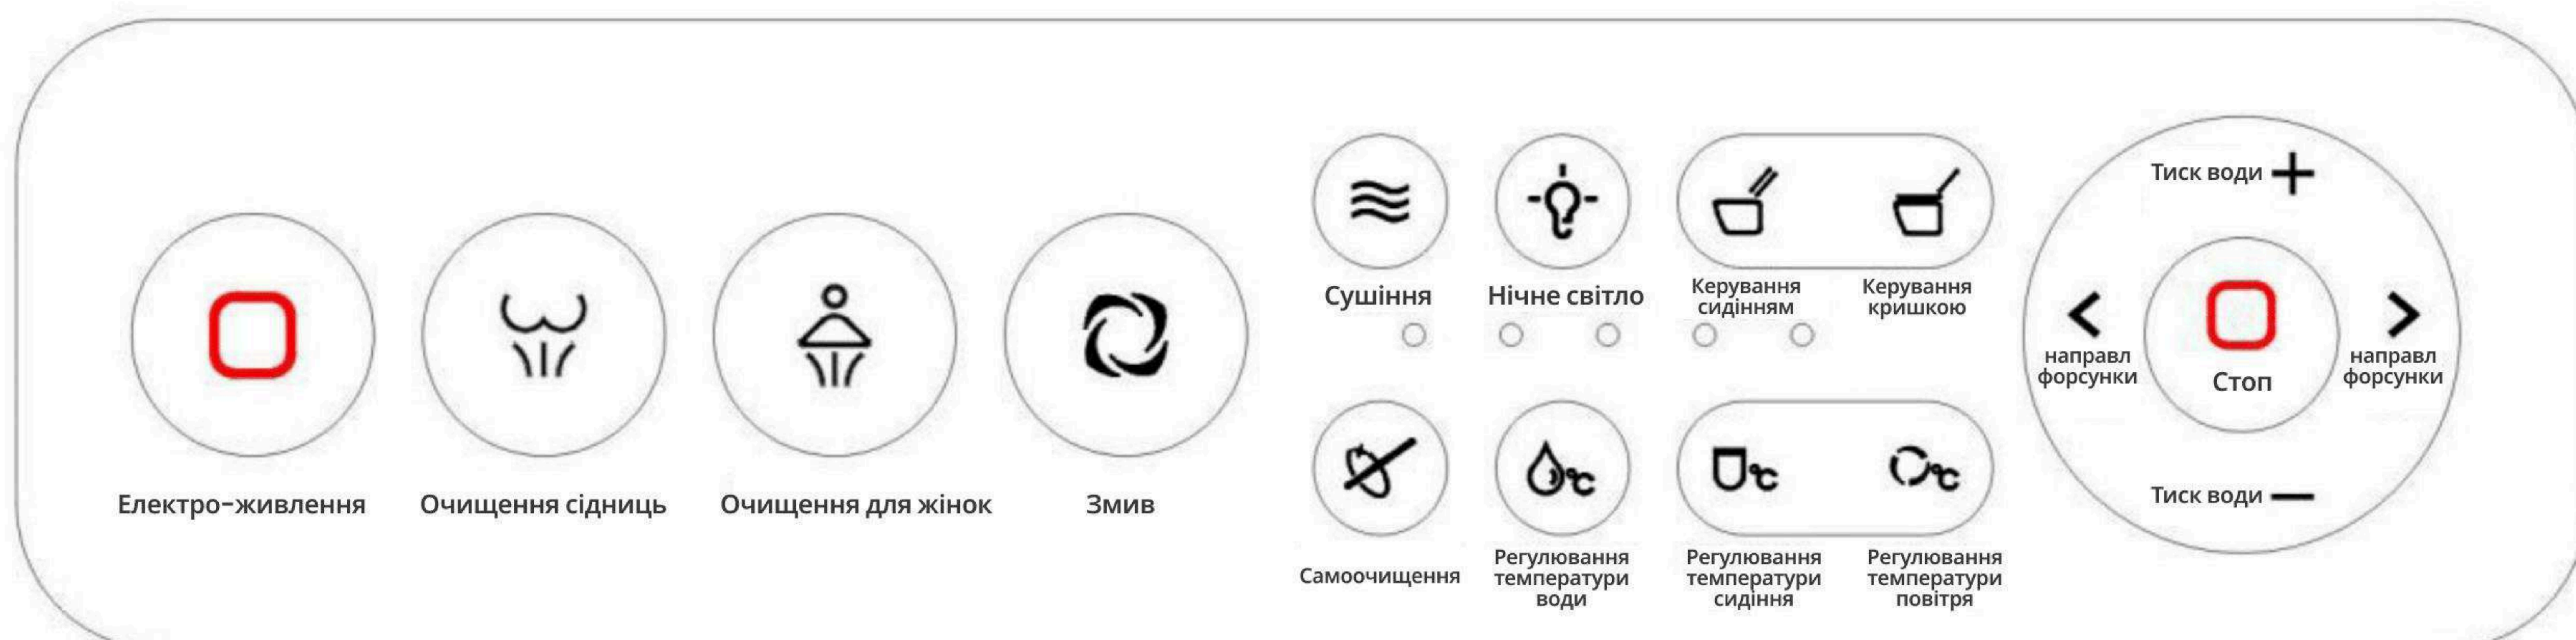 Електро-живлення
Очищення сідниць
Очищення для жінок
Змив
Сушіння
Нічне світло
Керування
сидінням
Керування
кришкою
Самоочищення
°C
Регулювання
температури
води
°C
Регулювання
температури
сидіння
°C
Регулювання
температури
повітря
Тиск води +
<
направл
форсунки
Стоп
>
направл
форсунки
Тиск води —